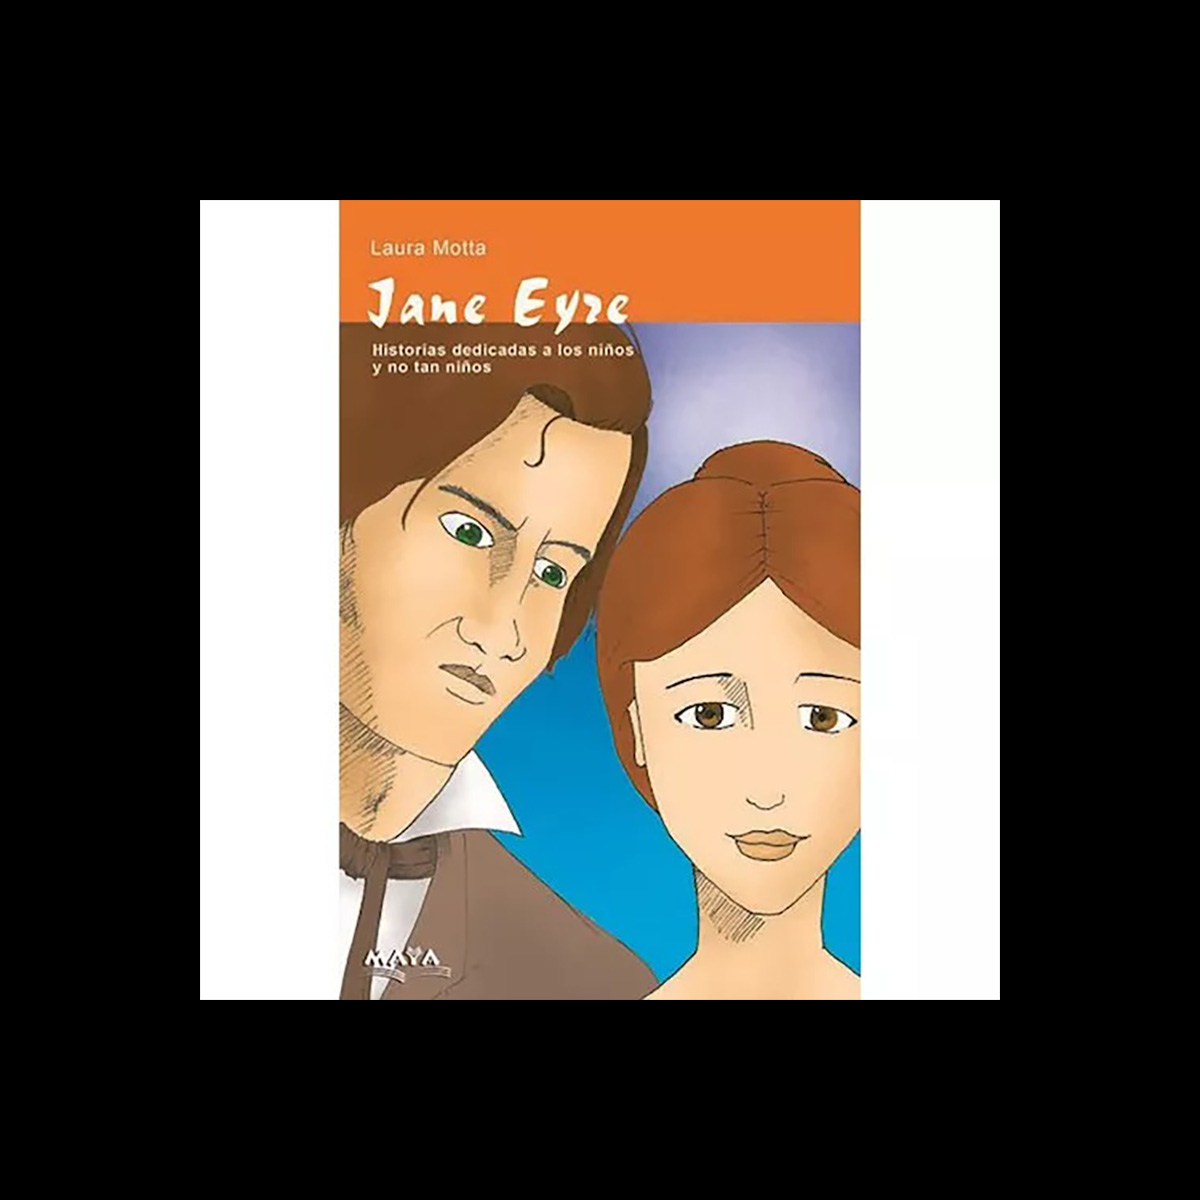 Laura Motta
Jane Eyre
Historias dedicadas a los niños
y no tan niños
MAYA